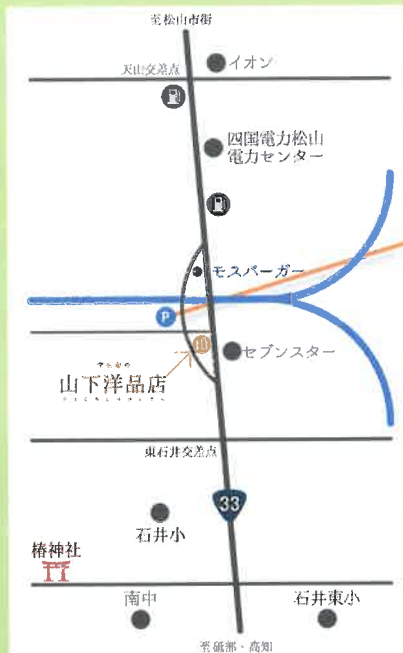 至松山市街
天山交差点
イオン
四国電力松山
電力センター
モスバーガー
P
セブンスター
山下洋品店
東石井交差点
33
石井小
椿神社
南中
石井東小
至砥部・高知